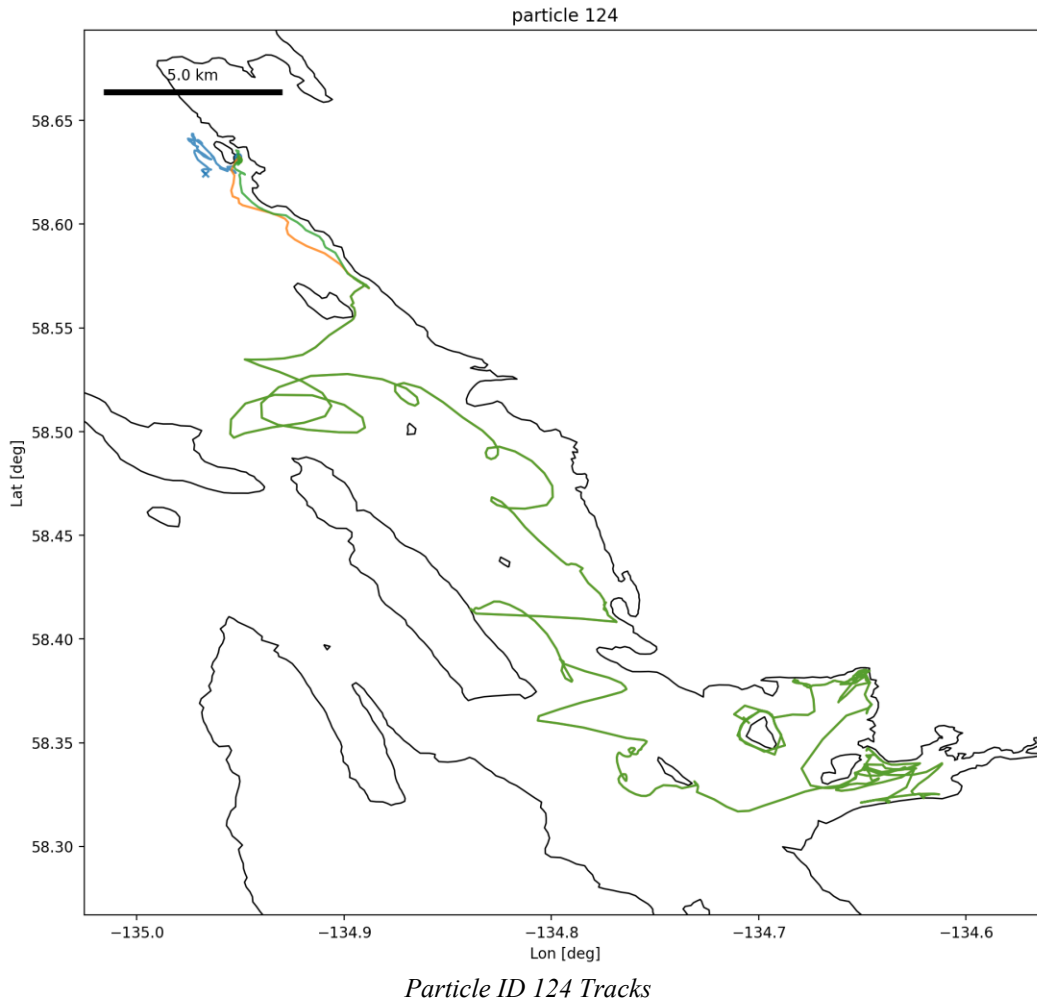 particle 124
5.0 km
58.65
58.60
58.55
58.50
58.45
58.40
58.35
58.30
Lat [deg]
−135.0 −134.9 −134.8 −134.7 −134.6
Lon [deg]
Particle ID 124 Tracks